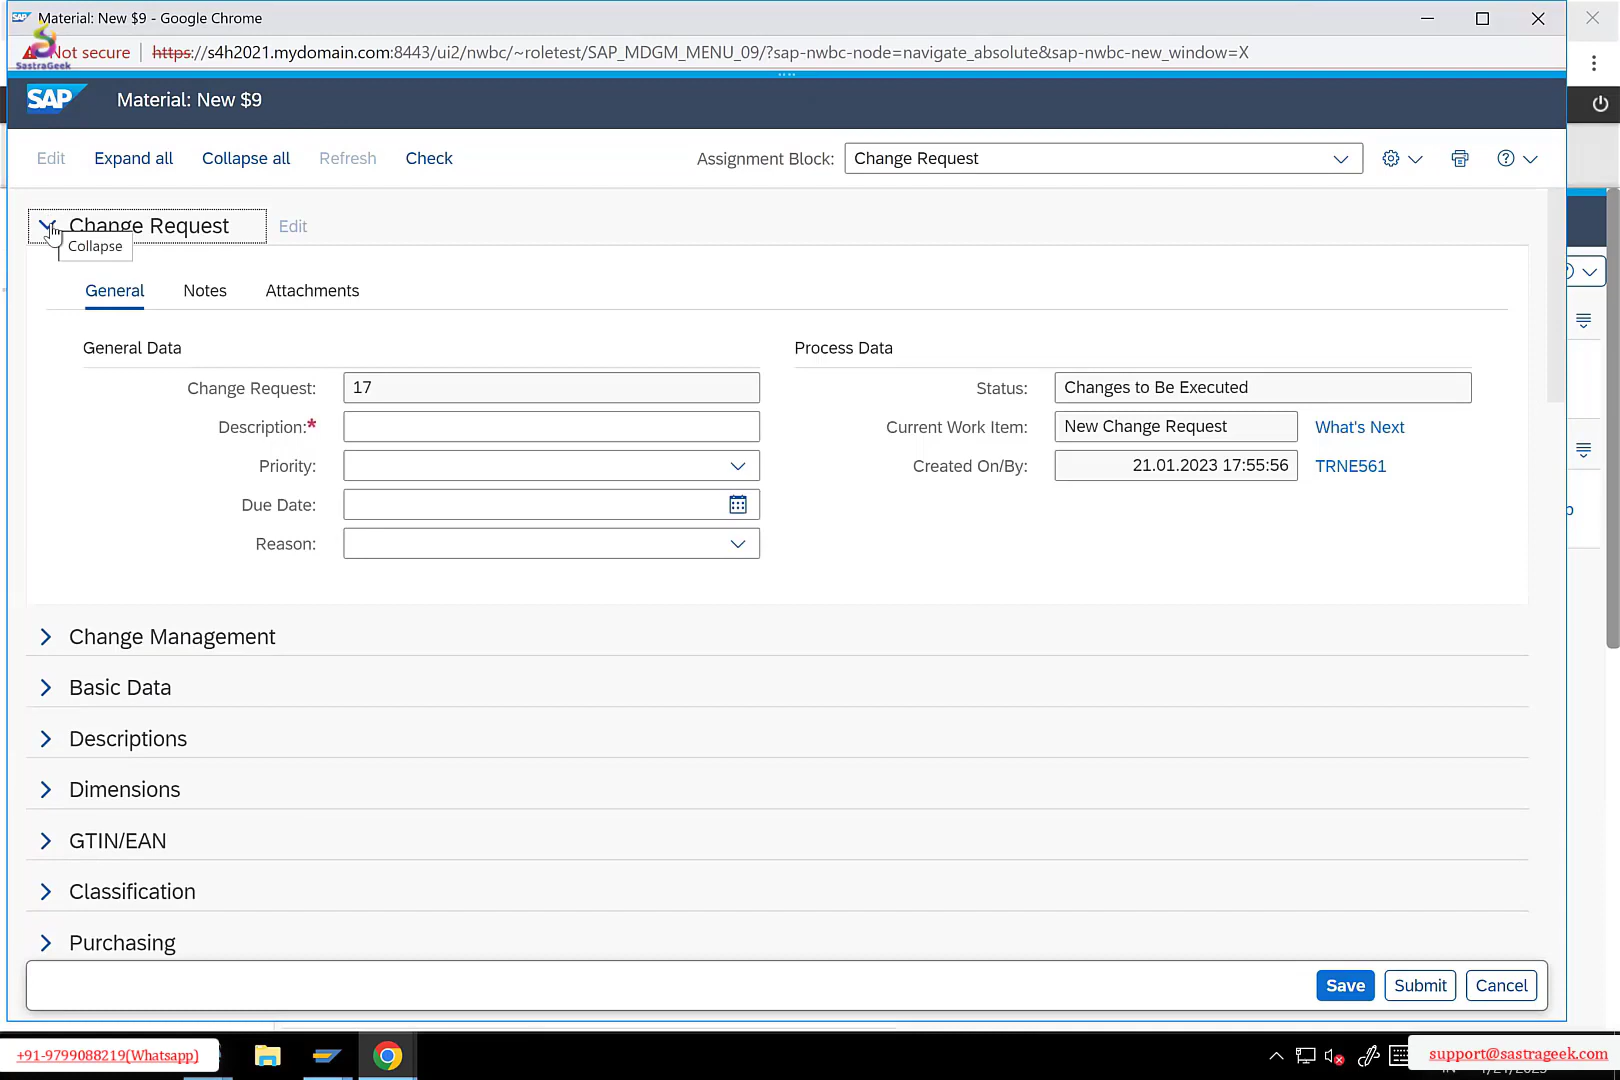 Material: New $9 - Google Chrome
Not secure
https://s4h2021.mydomain.com:8443/ui2/nwbc/~roletest/SAP_MDGM_MENU_09/?sap-nwbc-node=navigate_absolute&sap-nwbc-new_window=X
SastraGeek
SAP Material: New $9
Edit Expand all Collapse all Refresh Check Assignment Block: Change Request
Change Request Edit
Collapse
General Notes Attachments
General Data Process Data
Change Request: 17 Status: Changes to Be Executed
Description:* Current Work Item: New Change Request What's Next
Priority: Created On/By: 21.01.2023 17:55:56 TRNE561
Due Date:
Reason:
Change Management
Basic Data
Descriptions
Dimensions
GTIN/EAN
Classification
Purchasing
Save Submit Cancel
+91-9799088219(Whatsapp)
support@sastrageek.com